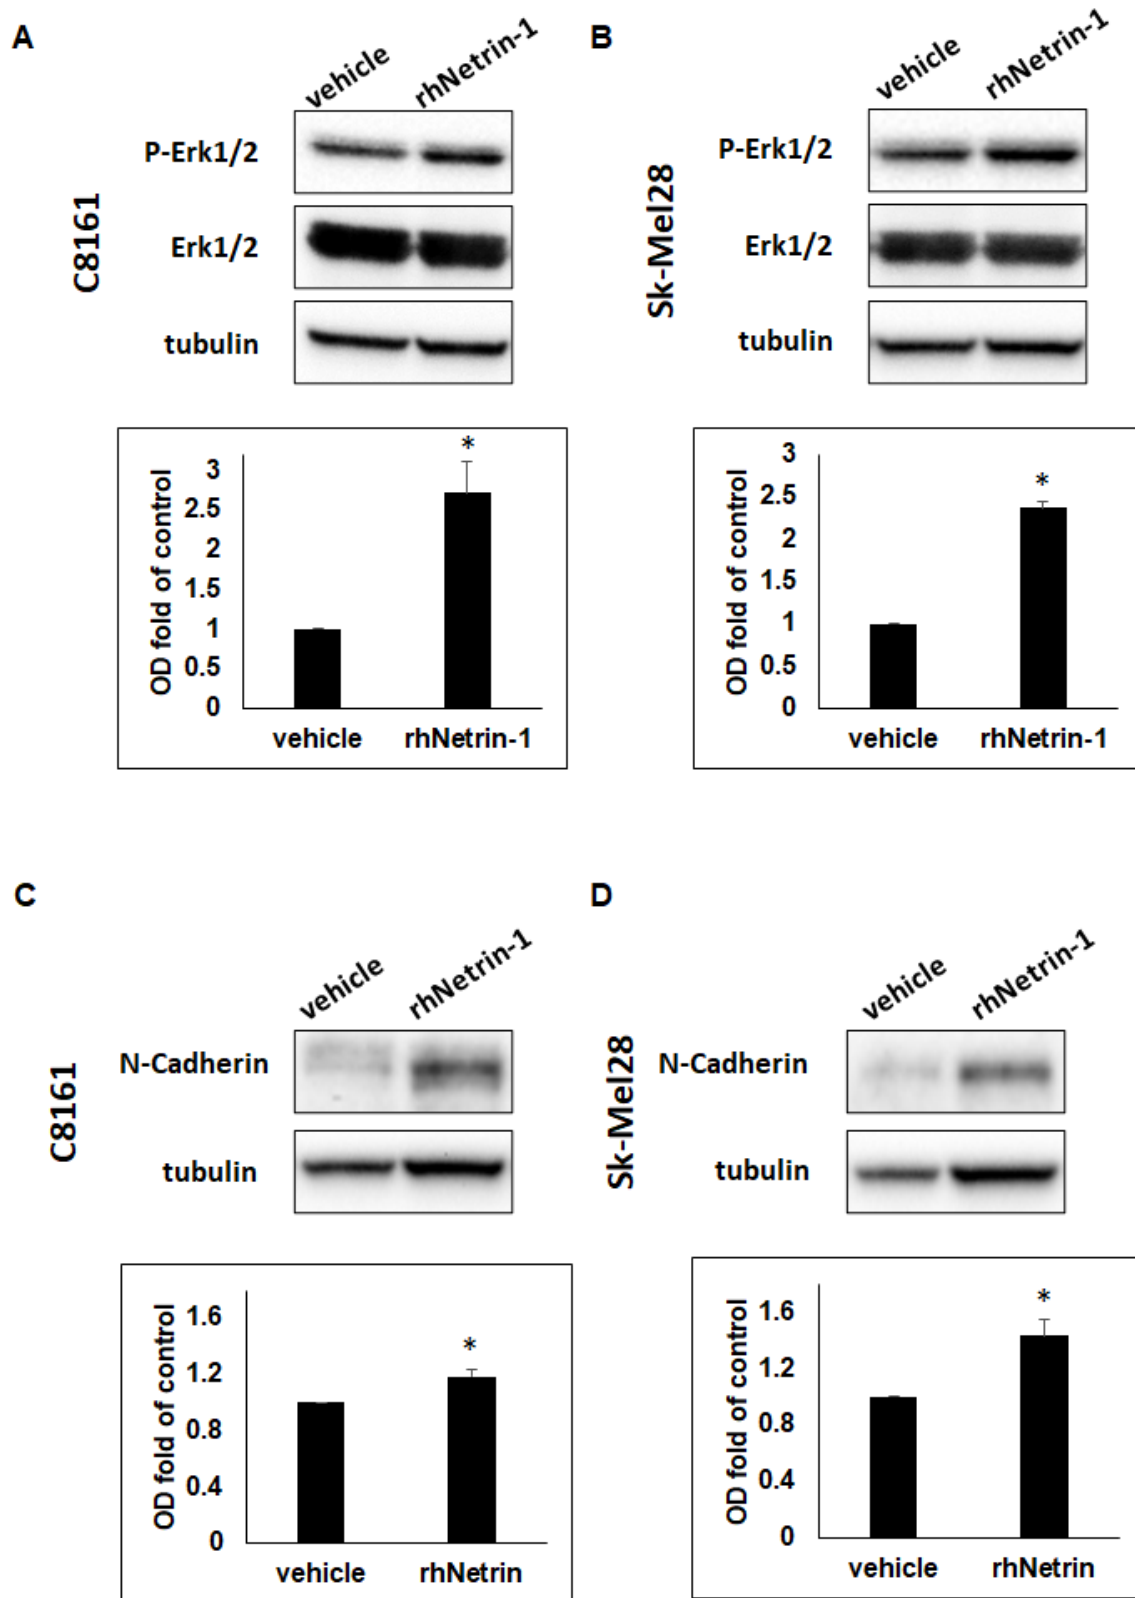 A
vehicle
rhNetrin-1
P-Erk1/2
Erk1/2
tubulin
C8161
OD fold of control
3
2.5
2
1.5
1
0.5
0
*
vehicle rhNetrin-1
B
vehicle
rhNetrin-1
P-Erk1/2
Erk1/2
tubulin
Sk-Mel28
OD fold of control
3
2.5
2
1.5
1
0.5
0
*
vehicle rhNetrin-1
C
vehicle
rhNetrin-1
N-Cadherin
tubulin
C8161
OD fold of control
1.6
1.2
0.8
0.4
0
*
vehicle rhNetrin
D
vehicle
rhNetrin-1
N-Cadherin
tubulin
Sk-Mel28
OD fold of control
1.6
1.2
0.8
0.4
0
*
vehicle rhNetrin